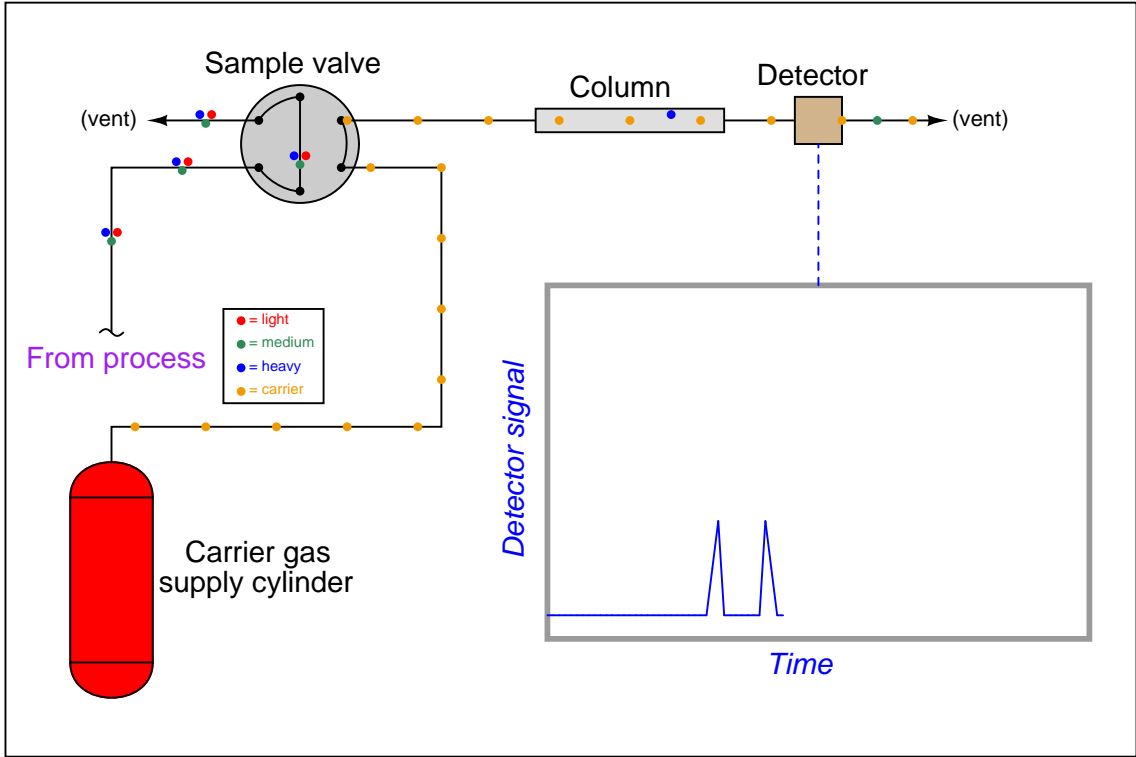 Sample valve
Column
Detector
(vent)
(vent)
= light
= medium
= heavy
= carrier
From process
Detector signal
Carrier gas
supply cylinder
Time